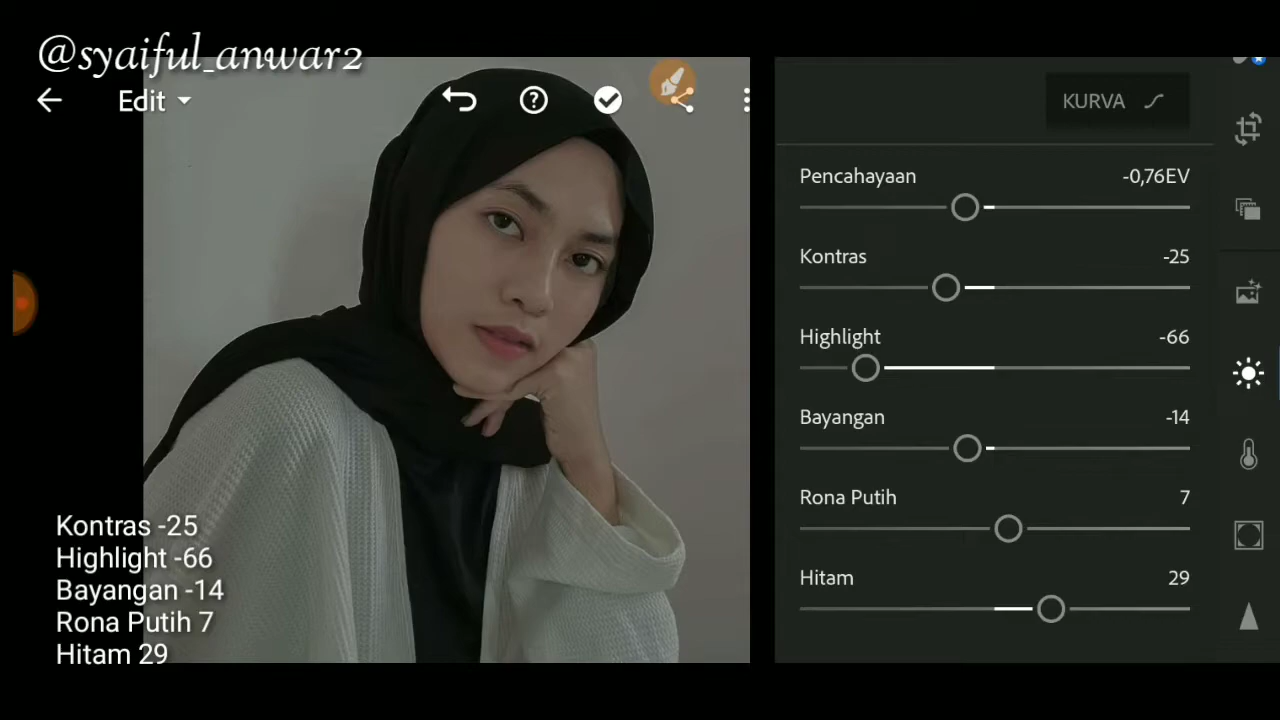 @syaiful_anwar2
Edit
KURVA
Pencahayaan -0,76EV
Kontras -25
Highlight -66
Bayangan -14
Rona Putih 7
Hitam 29
Kontras -25
Highlight -66
Bayangan -14
Rona Putih 7
Hitam 29